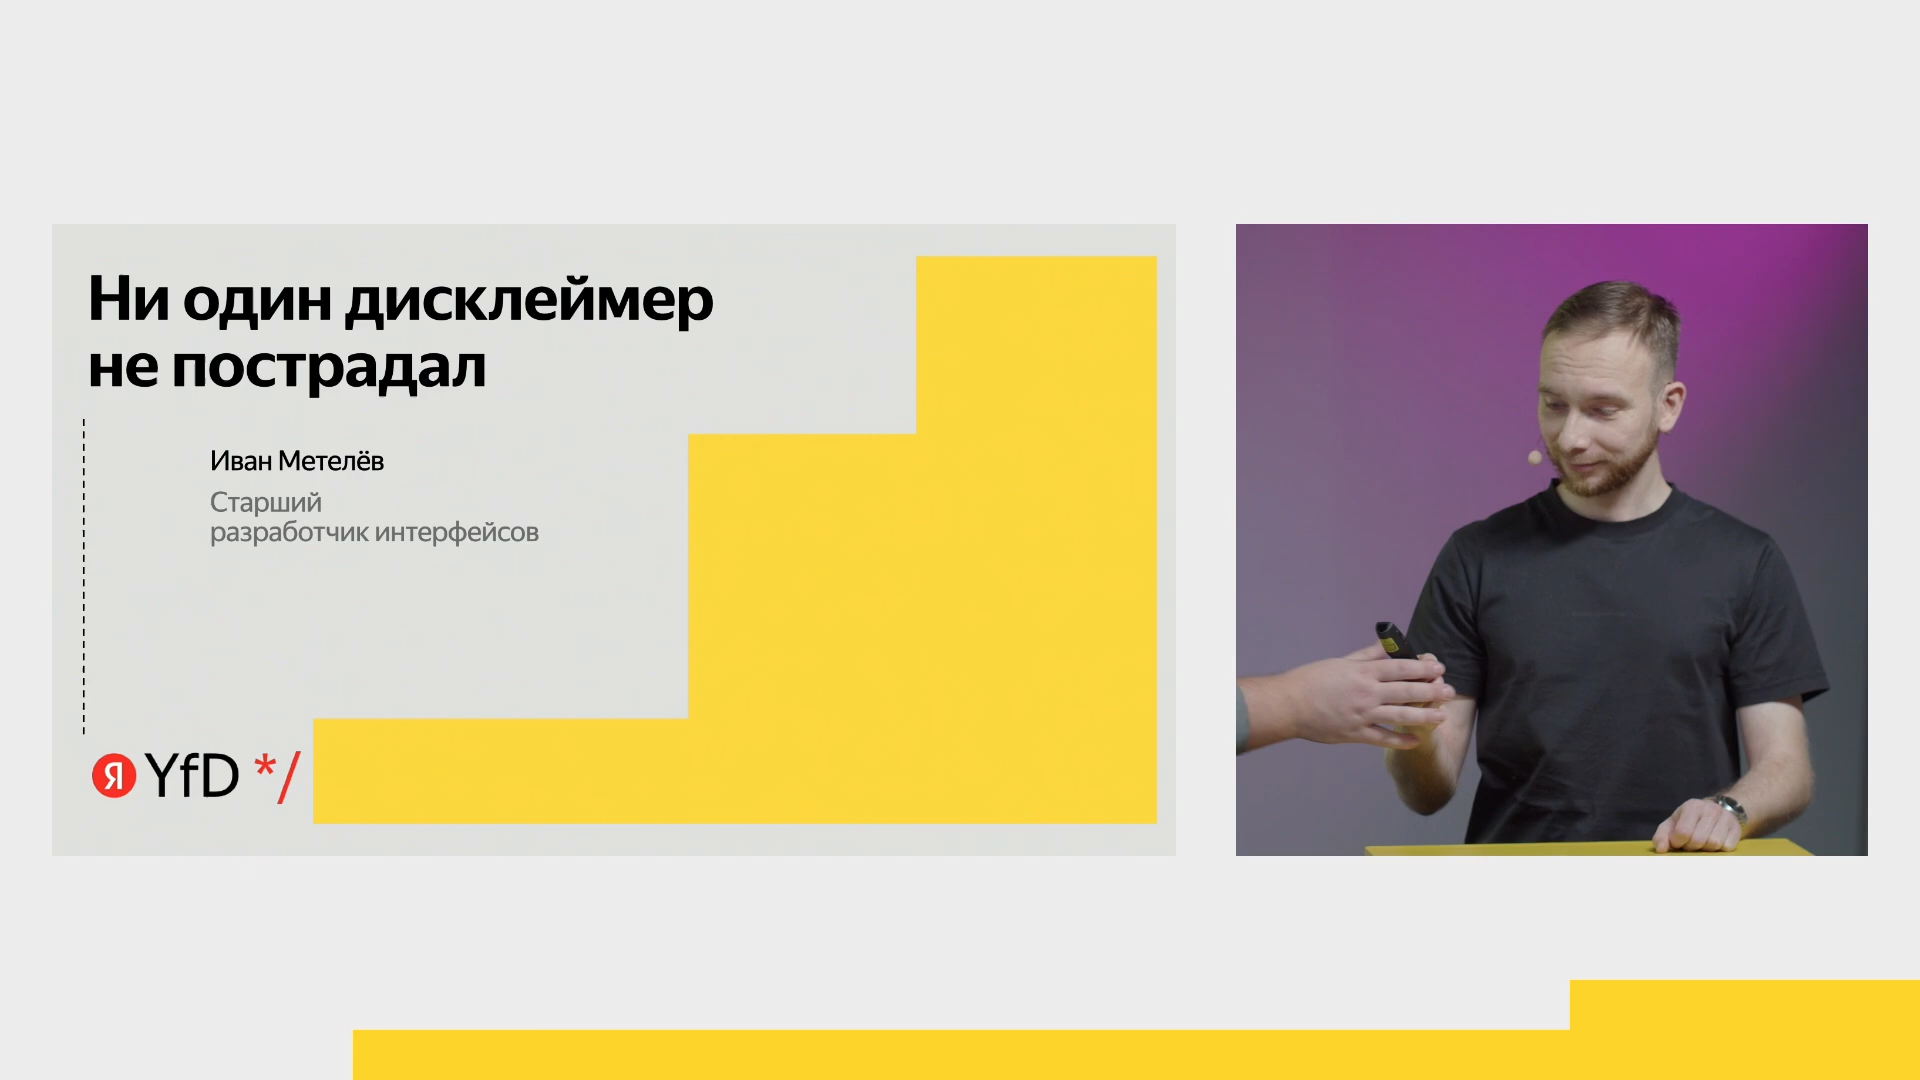 Ни один дисклеймер
не пострадал
Иван Метелёв
Старший
разработчик интерфейсов
Я YfD */